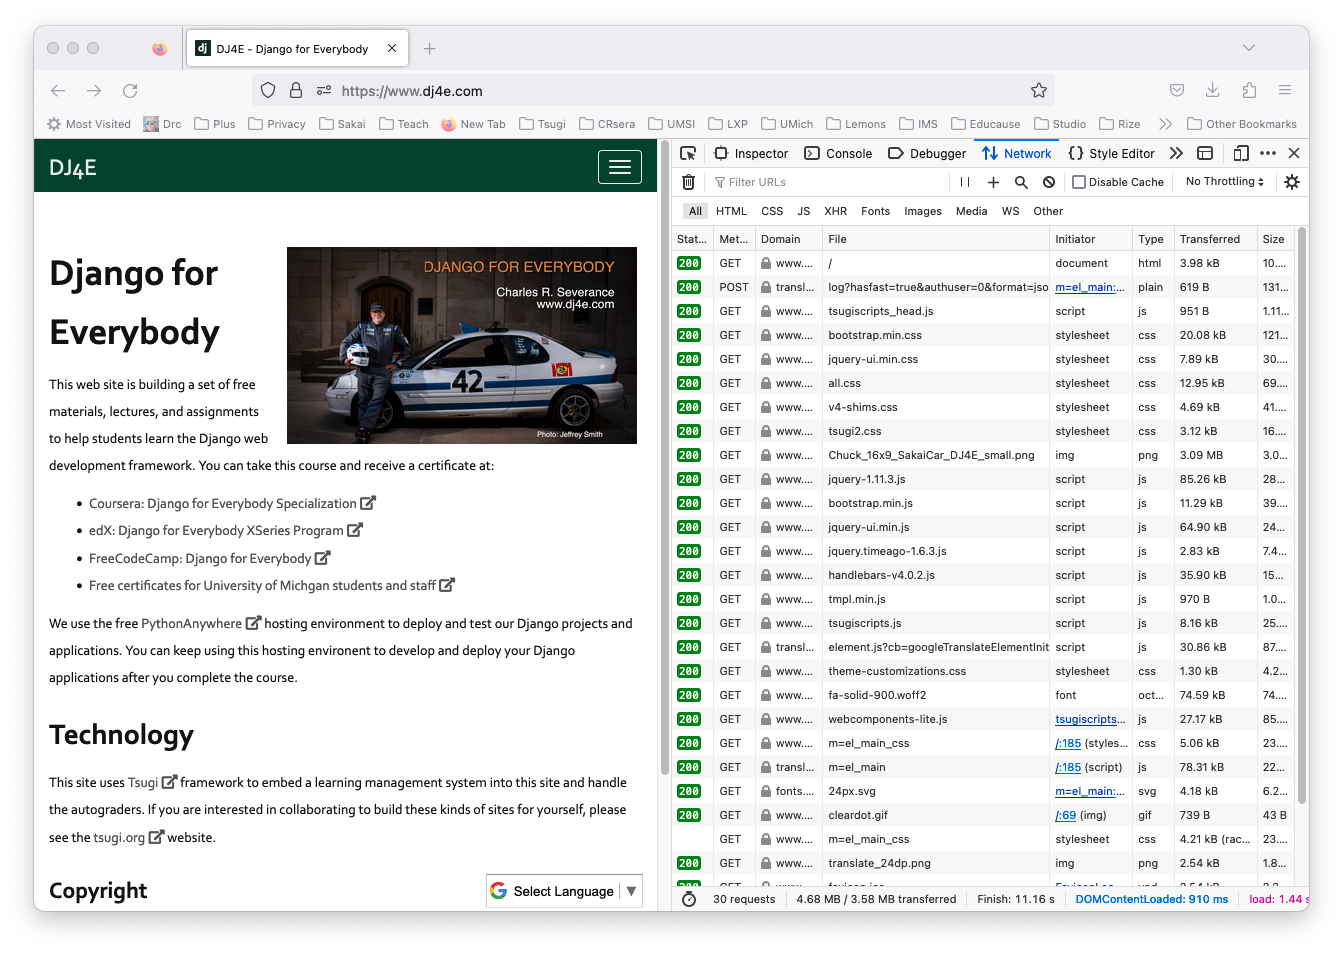 dj DJ4E - Django for Everybody
https://www.dj4e.com
Most Visited Drc Plus Privacy Sakai Teach New Tab Tsugi CRsera UMSI LXP UMich Lemons IMS Educause Studio Rize Other Bookmarks
DJ4E
Django for
Everybody
DJANGO FOR EVERYBODY
Charles R. Severance
www.dj4e.com
42
Photo: Jeffrey Smith
This web site is building a set of free
materials, lectures, and assignments
to help students learn the Django web
development framework. You can take this course and receive a certificate at:
• Coursera: Django for Everybody Specialization
• edX: Django for Everybody XSeries Program
• FreeCodeCamp: Django for Everybody
• Free certificates for University of Michgan students and staff
We use the free PythonAnywhere hosting environment to deploy and test our Django projects and
applications. You can keep using this hosting environent to develop and deploy your Django
applications after you complete the course.
Technology
This site uses Tsugi framework to embed a learning management system into this site and handle
the autograders. If you are interested in collaborating to build these kinds of sites for yourself, please
see the tsugi.org website.
Copyright
G Select Language ▼
Inspector Console Debugger Network Style Editor
Filter URLs Disable Cache No Throttling
All HTML CSS JS XHR Fonts Images Media WS Other
Stat... Met... Domain File Initiator Type Transferred Size
200 GET www.... / document html 3.98 kB 10....
200 POST transl... log?hasfast=true&authuser=0&format=jso m=el_main:... plain 619 B 131...
200 GET www.... tsugiscripts_head.js script js 951 B 1.11...
200 GET www.... bootstrap.min.css stylesheet css 20.08 kB 121...
200 GET www.... jquery-ui.min.css stylesheet css 7.89 kB 30....
200 GET www.... all.css stylesheet css 12.95 kB 69....
200 GET www.... v4-shims.css stylesheet css 4.69 kB 41....
200 GET www.... tsugi2.css stylesheet css 3.12 kB 16....
200 GET www.... Chuck_16x9_SakaiCar_DJ4E_small.png img png 3.09 MB 3.0...
200 GET www.... jquery-1.11.3.js script js 85.26 kB 28...
200 GET www.... bootstrap.min.js script js 11.29 kB 39....
200 GET www.... jquery-ui.min.js script js 64.90 kB 24...
200 GET www.... jquery.timeago-1.6.3.js script js 2.83 kB 7.4...
200 GET www.... handlebars-v4.0.2.js script js 35.90 kB 15...
200 GET www.... tmpl.min.js script js 970 B 1.0...
200 GET www.... tsugiscripts.js script js 8.16 kB 25....
200 GET transl... element.js?cb=googleTranslateElementInit script js 30.86 kB 87....
200 GET www.... theme-customizations.css stylesheet css 1.30 kB 4.2...
200 GET www.... fa-solid-900.woff2 font oct... 74.59 kB 74....
200 GET www.... webcomponents-lite.js tsugiscripts... js 27.17 kB 85....
200 GET www.... m=el_main_css /:185 (styles... css 5.06 kB 23....
200 GET transl... m=el_main /:185 (script) js 78.31 kB 22...
200 GET fonts.... 24px.svg m=el_main:... svg 4.18 kB 6.2...
200 GET www.... cleardot.gif /:69 (img) gif 739 B 43 B
GET www.... m=el_main_css stylesheet css 4.21 kB (rac... 23....
200 GET www.... translate_24dp.png img png 2.54 kB 1.8...
30 requests 4.68 MB / 3.58 MB transferred Finish: 11.16 s DOMContentLoaded: 910 ms load: 1.44 s